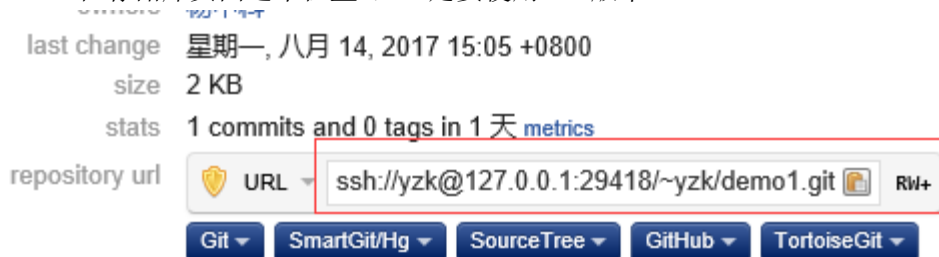 owners
last change 星期一, 八月 14, 2017 15:05 +0800
size 2 KB
stats 1 commits and 0 tags in 1 天 metrics
repository url URL ssh://yzk@127.0.0.1:29418/~yzk/demo1.git RW+
Git SmartGit/Hg SourceTree GitHub TortoiseGit